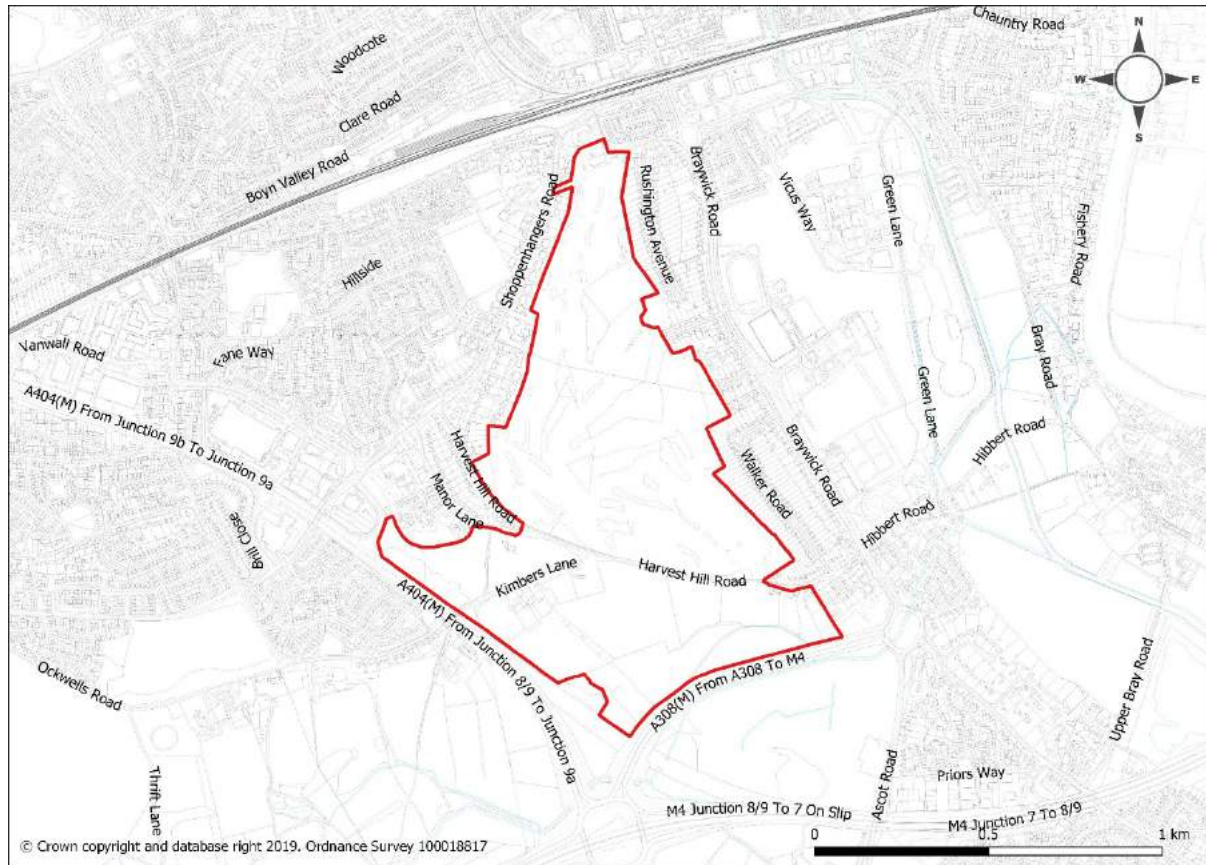 Chauntry Road
N
W
E
S
Woodcote
Clare Road
Boyn Valley Road
Shoppenhangers Road
Rushington Avenue
Braywick Road
Vicus Way
Green Lane
Fishery Road
Hillside
Vanwall Road
Fane Way
A404(M) From Junction 9b To Junction 9a
Bray Road
Green Lane
Hibbert Road
Harvest Hill Road
Manor Lane
Walker Road
Braywick Road
Hibbert Road
Brill Close
Kimbers Lane
Harvest Hill Road
A404(M) From Junction 8/9 To Junction 9a
A308(M) From A308 To M4
Ockwells Road
Upper Bray Road
Thrift Lane
Ascot Road
Priors Way
M4 Junction 8/9 To 7 On Slip
M4 Junction 7 To 8/9
0
0.5
1 km
© Crown copyright and database right 2019. Ordnance Survey 100018817